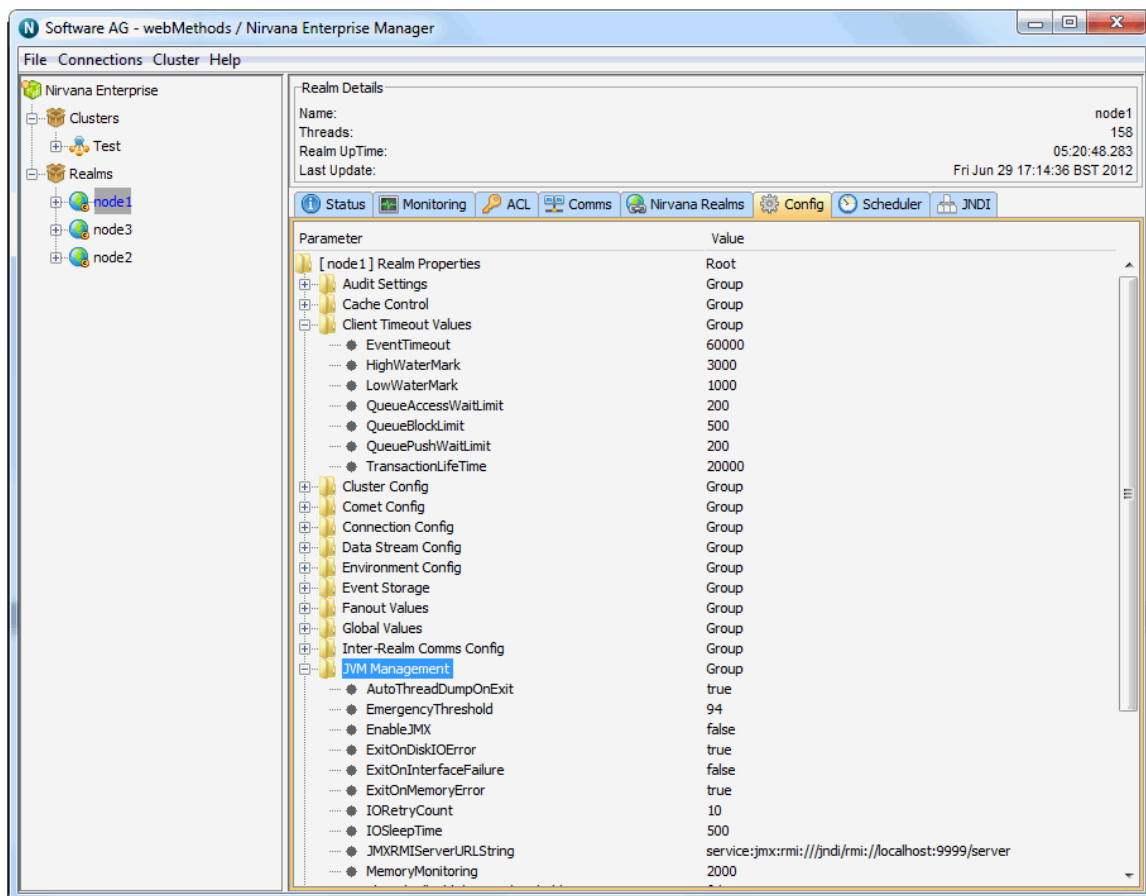 Software AG - webMethods / Nirvana Enterprise Manager
File Connections Cluster Help
Nirvana Enterprise
Clusters
Test
Realms
node1
node3
node2
Realm Details
Name: node1
Threads: 158
Realm UpTime: 05:20:48.283
Last Update: Fri Jun 29 17:14:36 BST 2012
Status Monitoring ACL Comms Nirvana Realms Config Scheduler JNDI
Parameter Value
[ node1 ] Realm Properties Root
Audit Settings Group
Cache Control Group
Client Timeout Values Group
EventTimeout 60000
HighWaterMark 3000
LowWaterMark 1000
QueueAccessWaitLimit 200
QueueBlockLimit 500
QueuePushWaitLimit 200
TransactionLifeTime 20000
Cluster Config Group
Comet Config Group
Connection Config Group
Data Stream Config Group
Environment Config Group
Event Storage Group
Fanout Values Group
Global Values Group
Inter-Realm Comms Config Group
JVM Management Group
AutoThreadDumpOnExit true
EmergencyThreshold 94
EnableJMX false
ExitOnDiskIOError true
ExitOnInterfaceFailure false
ExitOnMemoryError true
IORetryCount 10
IOSleepTime 500
JMXRMIServerURLString service:jmx:rmi:///jndi/rmi://localhost:9999/server
MemoryMonitoring 2000